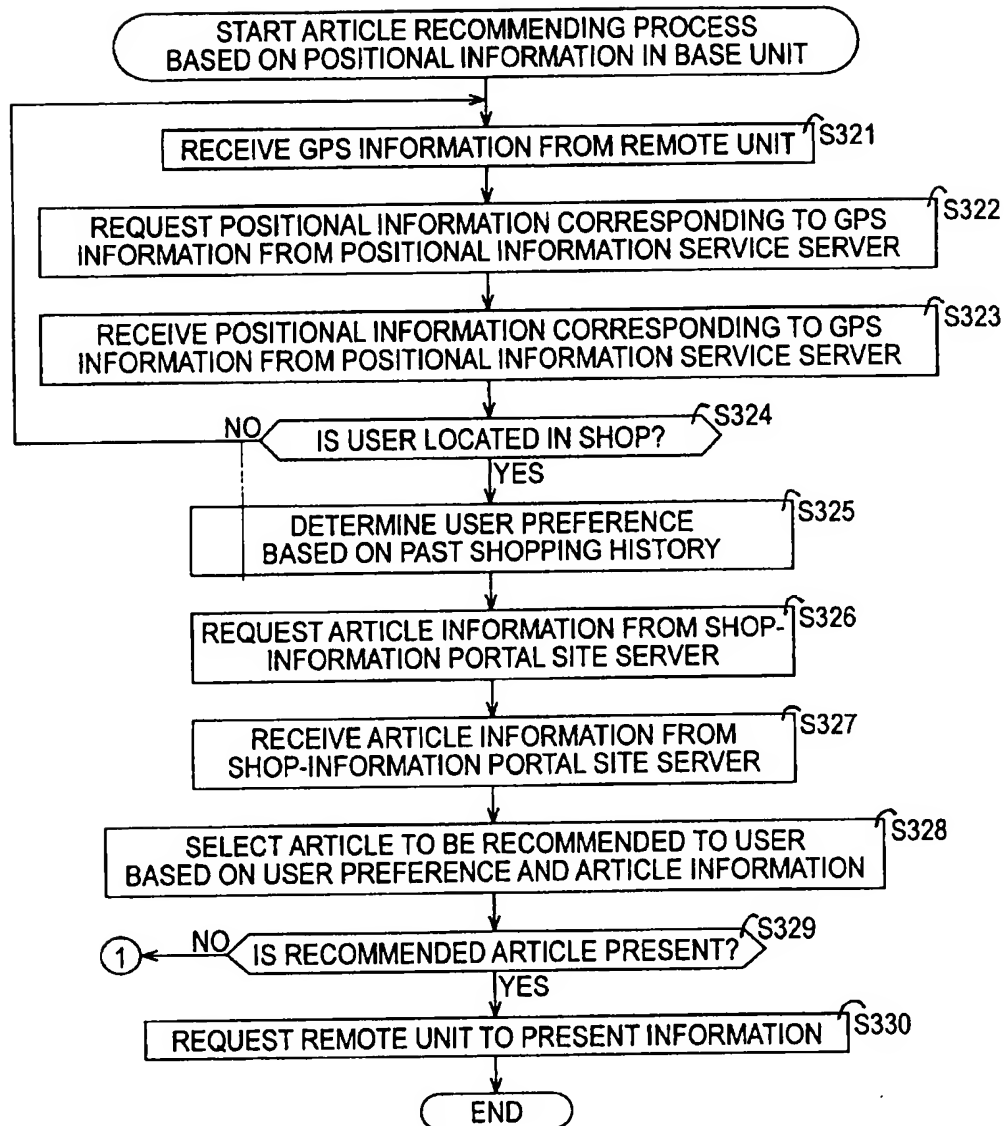 START ARTICLE RECOMMENDING PROCESS
BASED ON POSITIONAL INFORMATION IN BASE UNIT
S321
RECEIVE GPS INFORMATION FROM REMOTE UNIT
S322
REQUEST POSITIONAL INFORMATION CORRESPONDING TO GPS
INFORMATION FROM POSITIONAL INFORMATION SERVICE SERVER
S323
RECEIVE POSITIONAL INFORMATION CORRESPONDING TO GPS
INFORMATION FROM POSITIONAL INFORMATION SERVICE SERVER
S324
NO
IS USER LOCATED IN SHOP?
YES
S325
DETERMINE USER PREFERENCE
BASED ON PAST SHOPPING HISTORY
S326
REQUEST ARTICLE INFORMATION FROM SHOP-
INFORMATION PORTAL SITE SERVER
S327
RECEIVE ARTICLE INFORMATION FROM
SHOP-INFORMATION PORTAL SITE SERVER
S328
SELECT ARTICLE TO BE RECOMMENDED TO USER
BASED ON USER PREFERENCE AND ARTICLE INFORMATION
S329
1
NO
IS RECOMMENDED ARTICLE PRESENT?
YES
S330
REQUEST REMOTE UNIT TO PRESENT INFORMATION
END